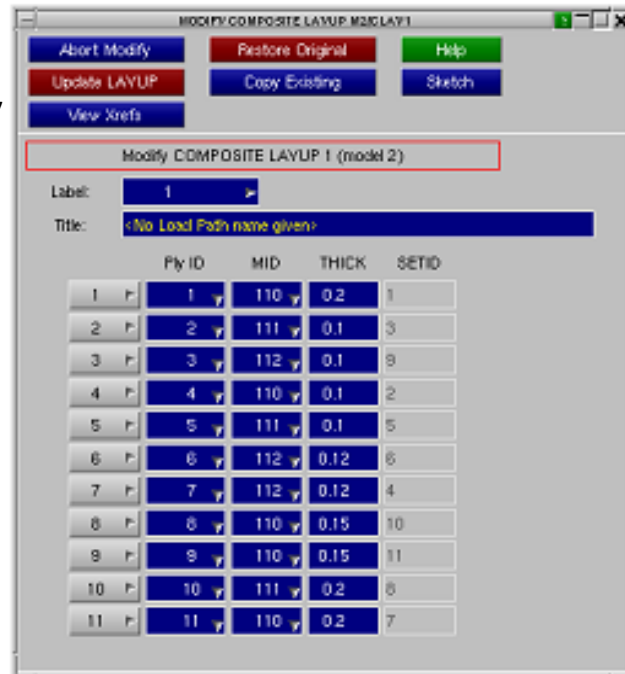 MODIFY COMPOSITE LAYUP M2/CLAY1
Abort Modify Restore Original Help
Update LAYUP Copy Existing Sketch
View Xrefs
Modify COMPOSITE LAYUP 1 (model 2)
Label: 1
Title: <No Load Path name given>
Ply ID MID THICK SETID
1 1 110 0.2 1
2 2 111 0.1 3
3 3 112 0.1 9
4 4 110 0.1 2
5 5 111 0.1 5
6 6 112 0.12 6
7 7 112 0.12 4
8 8 110 0.15 10
9 9 110 0.15 11
10 10 111 0.2 8
11 11 110 0.2 7